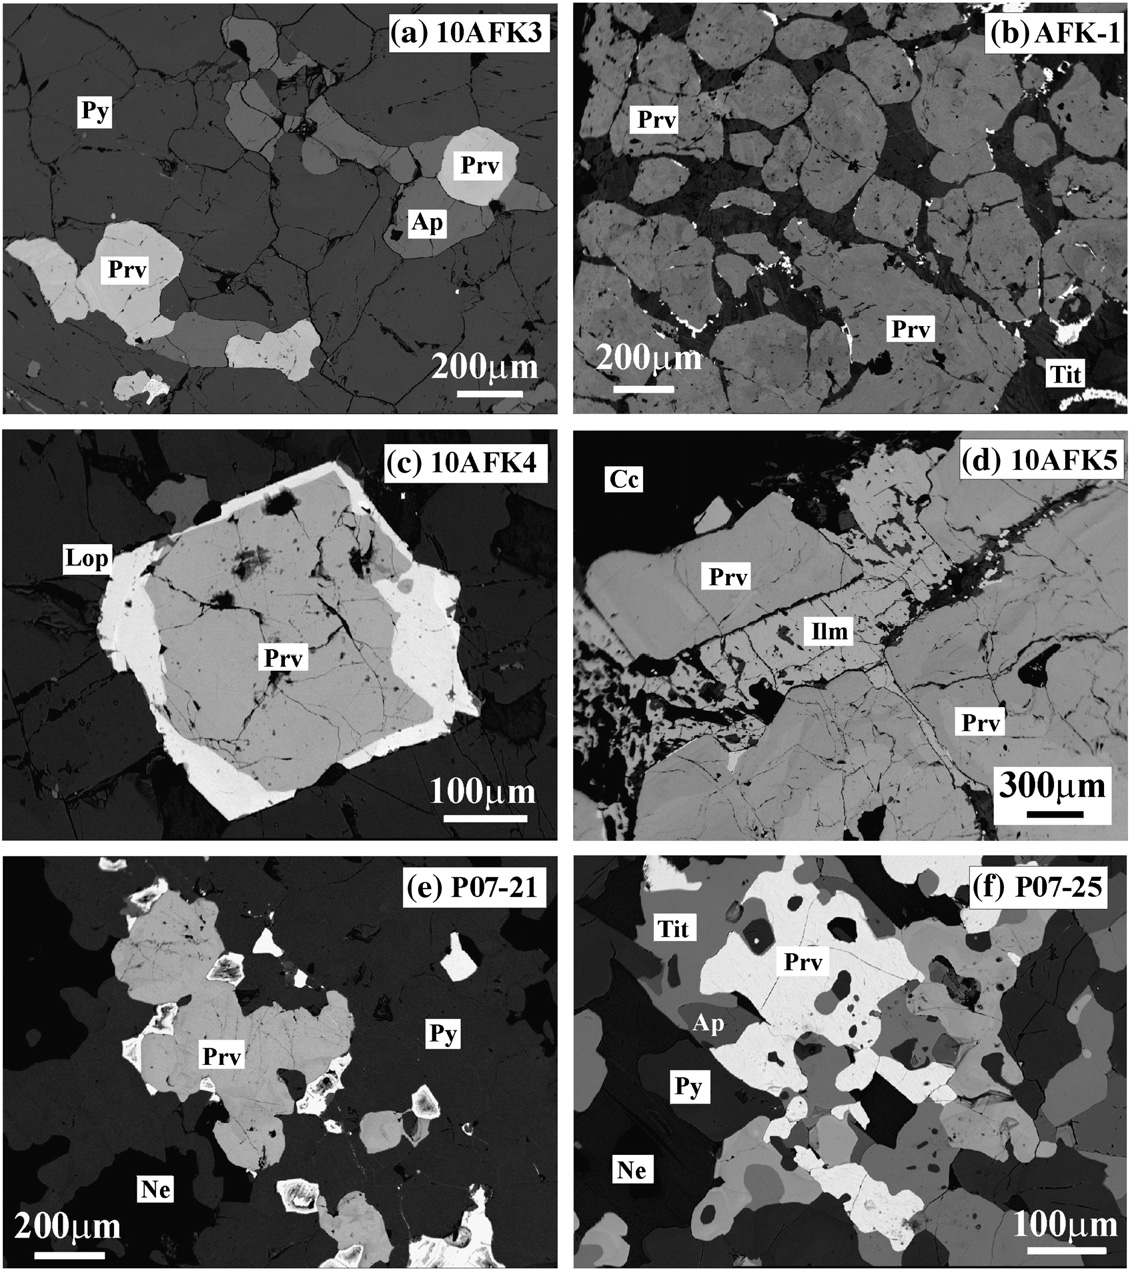 (a) 10AFK3
Py
Prv
Ap
Prv
200μm
(b) AFK-1
Prv
Prv
200μm
Tit
(c) 10AFK4
Lop
Prv
100μm
(d) 10AFK5
Cc
Prv
Ilm
Prv
300μm
(e) P07-21
Prv
Py
Ne
200μm
(f) P07-25
Tit
Prv
Ap
Py
Ne
100μm